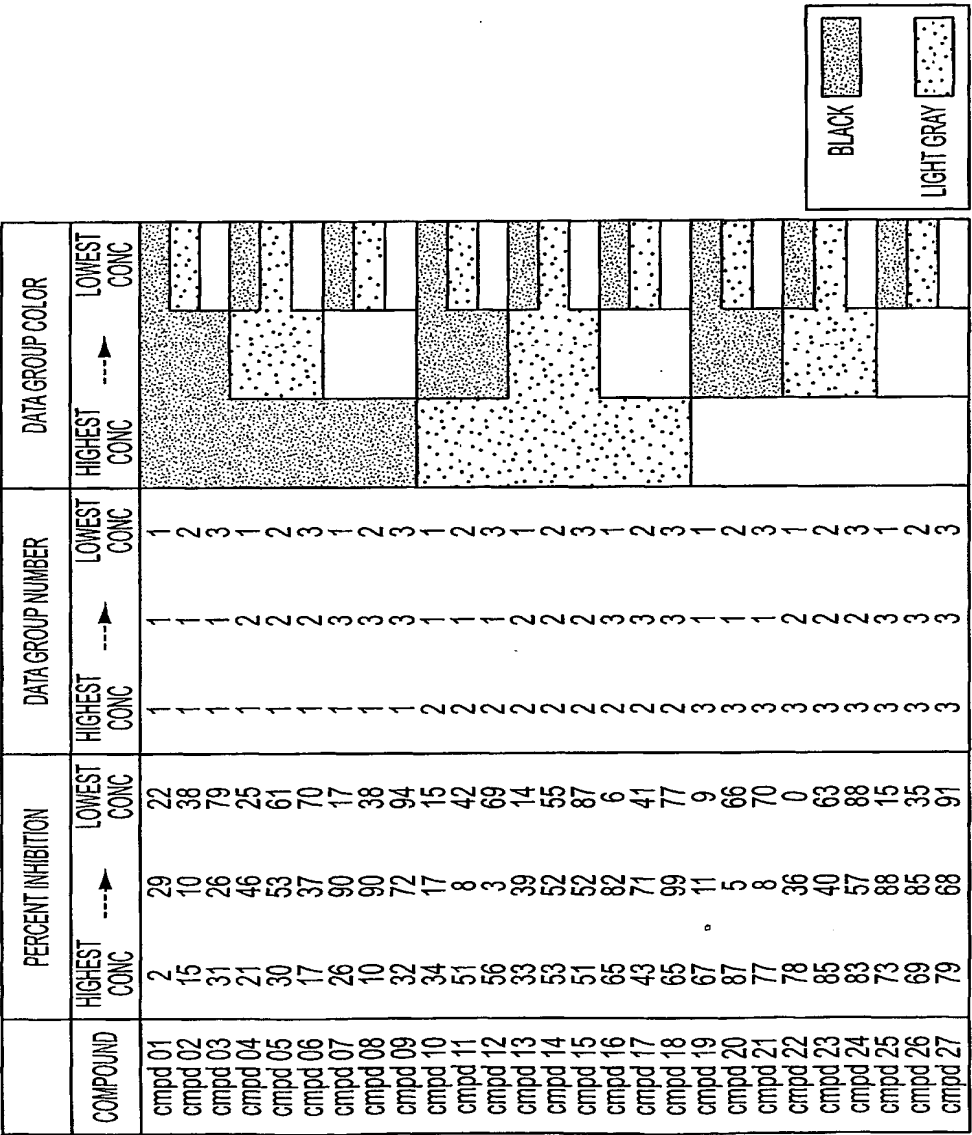 PERCENT INHIBITION DATA GROUP NUMBER DATA GROUP COLOR
COMPOUND HIGHEST CONC LOWEST CONC HIGHEST CONC LOWEST CONC HIGHEST CONC LOWEST CONC
cmpd 01 2 29 22 1 1 1
cmpd 02 15 10 38 1 1 2
cmpd 03 31 26 79 1 1 3
cmpd 04 21 46 25 1 2 1
cmpd 05 30 53 61 1 2 2
cmpd 06 17 37 70 1 2 3
cmpd 07 26 90 17 1 3 1
cmpd 08 10 90 38 1 3 2
cmpd 09 32 72 94 1 3 3
cmpd 10 34 17 15 2 1 1
cmpd 11 51 8 42 2 1 2
cmpd 12 56 3 69 2 1 3
cmpd 13 33 39 14 2 2 1
cmpd 14 53 52 55 2 2 2
cmpd 15 51 52 87 2 2 3
cmpd 16 65 82 6 2 3 1
cmpd 17 43 71 41 2 3 2
cmpd 18 65 99 77 2 3 3
cmpd 19 67 11 9 3 1 1
cmpd 20 87 5 66 3 1 2
cmpd 21 77 8 70 3 1 3
cmpd 22 78 36 0 3 2 1
cmpd 23 85 40 63 3 2 2
cmpd 24 83 57 88 3 2 3
cmpd 25 73 88 15 3 3 1
cmpd 26 69 85 35 3 3 2
cmpd 27 79 68 91 3 3 3
BLACK
LIGHT GRAY